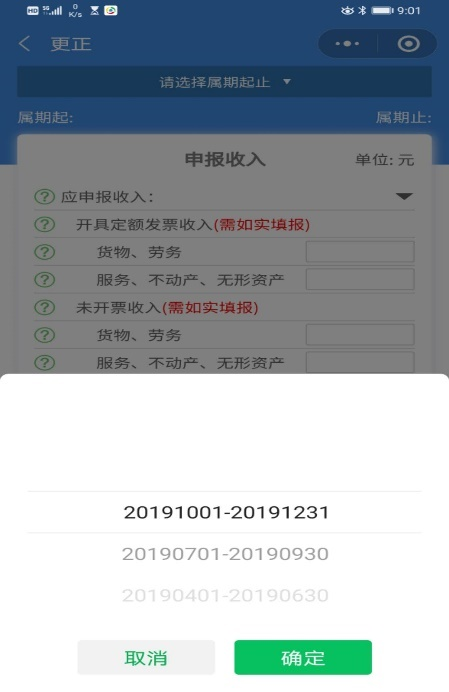 HD 5G 0 K/s 9:01
更正
请选择属期起止
属期起: 属期止:
申报收入 单位: 元
? 应申报收入:
? 开具定额发票收入(需如实填报)
? 货物、劳务
? 服务、不动产、无形资产
? 未开票收入(需如实填报)
? 货物、劳务
? 服务、不动产、无形资产
20191001-20191231
20190701-20190930
20190401-20190630
取消 确定